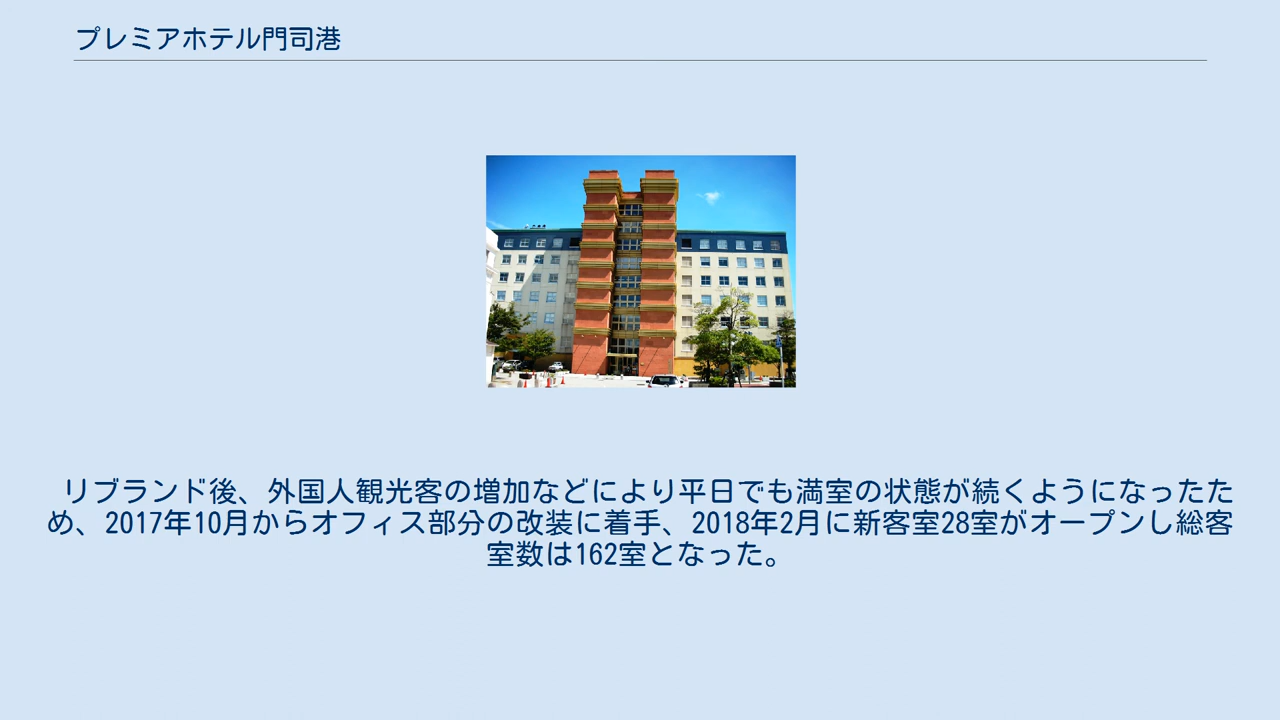 プレミアホテル門司港
リブランド後、外国人観光客の増加などにより平日でも満室の状態が続くようになったた
め、2017年10月からオフィス部分の改装に着手、2018年2月に新客室28室がオープンし総客
室数は162室となった。